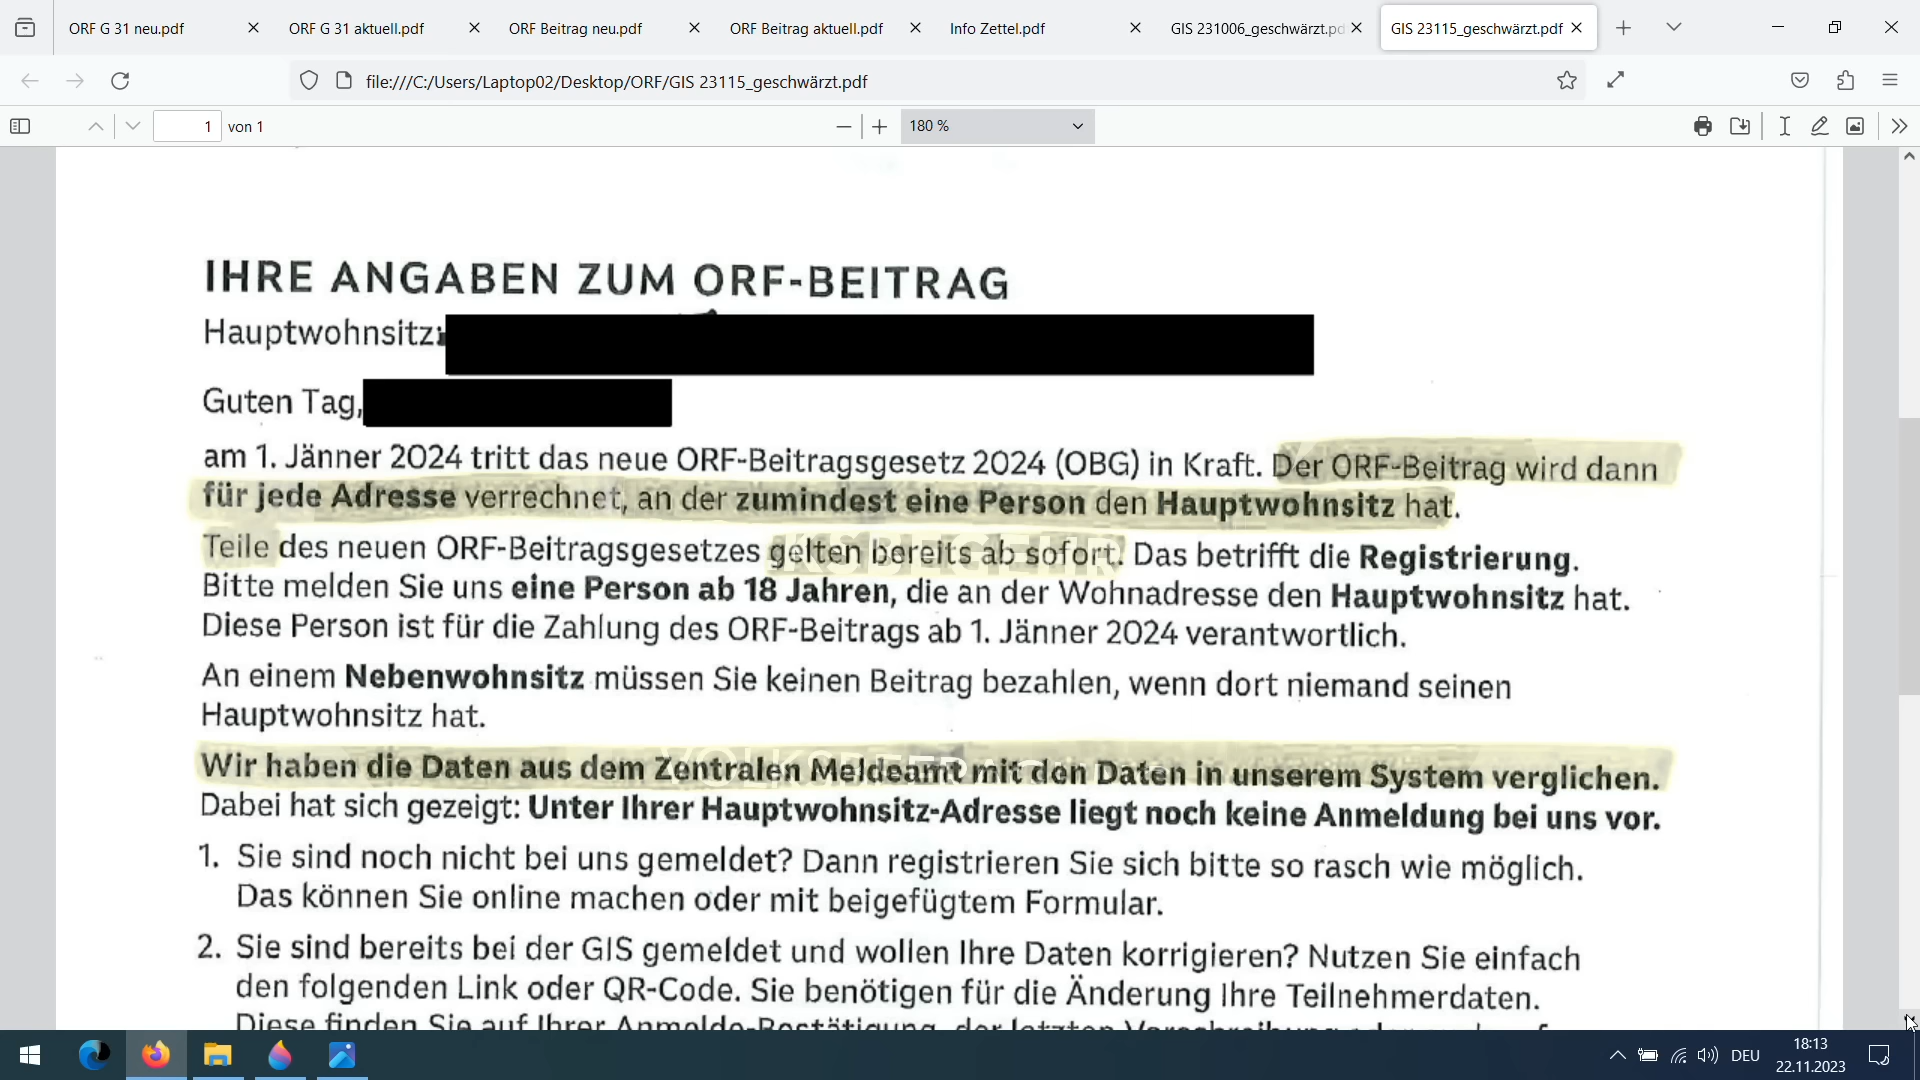 ORF G 31 neu.pdf
ORF G 31 aktuell.pdf
ORF Beitrag neu.pdf
ORF Beitrag aktuell.pdf
Info Zettel.pdf
GIS 231006_geschwärzt.pd
GIS 23115_geschwärzt.pdf
file:///C:/Users/Laptop02/Desktop/ORF/GIS 23115_geschwärzt.pdf
1 von 1
180 %
IHRE ANGABEN ZUM ORF-BEITRAG
Hauptwohnsitz:
Guten Tag,
am 1. Jänner 2024 tritt das neue ORF-Beitragsgesetz 2024 (OBG) in Kraft. Der ORF-Beitrag wird dann
für jede Adresse verrechnet, an der zumindest eine Person den Hauptwohnsitz hat.
Teile des neuen ORF-Beitragsgesetzes gelten bereits ab sofort. Das betrifft die Registrierung.
Bitte melden Sie uns eine Person ab 18 Jahren, die an der Wohnadresse den Hauptwohnsitz hat.
Diese Person ist für die Zahlung des ORF-Beitrags ab 1. Jänner 2024 verantwortlich.
An einem Nebenwohnsitz müssen Sie keinen Beitrag bezahlen, wenn dort niemand seinen
Hauptwohnsitz hat.
Wir haben die Daten aus dem Zentralen Meldeamt mit den Daten in unserem System verglichen.
Dabei hat sich gezeigt: Unter Ihrer Hauptwohnsitz-Adresse liegt noch keine Anmeldung bei uns vor.
1. Sie sind noch nicht bei uns gemeldet? Dann registrieren Sie sich bitte so rasch wie möglich.
Das können Sie online machen oder mit beigefügtem Formular.
2. Sie sind bereits bei der GIS gemeldet und wollen Ihre Daten korrigieren? Nutzen Sie einfach
den folgenden Link oder QR-Code. Sie benötigen für die Änderung Ihre Teilnehmerdaten.
Diese finden Sie auf Ihrer Anmelde-Bestätigung, der letzten Vorschreibung
DEU
18:13
22.11.2023